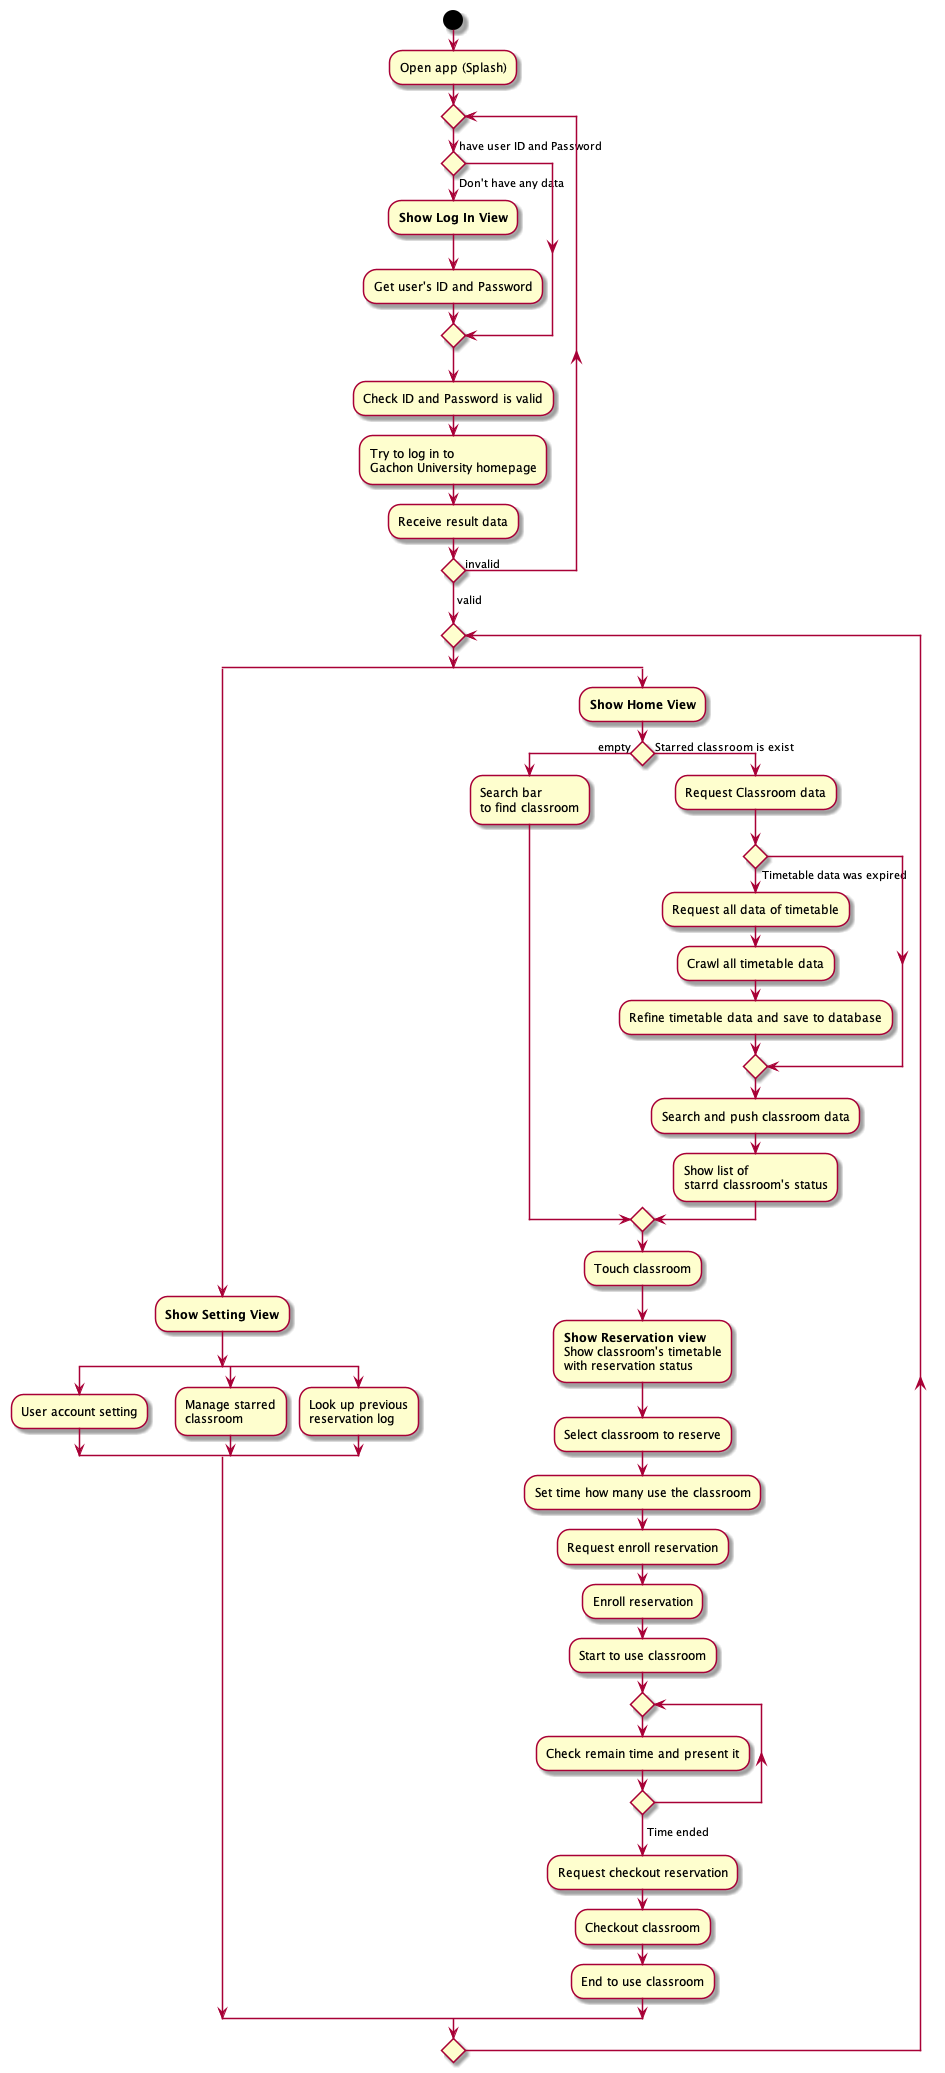 Open app (Splash)
have user ID and Password
Don't have any data
Show Log In View
Get user's ID and Password
Check ID and Password is valid
Try to log in to
Gachon University homepage
Receive result data
invalid
valid
Show Home View
empty
Starred classroom is exist
Search bar
to find classroom
Request Classroom data
Timetable data was expired
Request all data of timetable
Crawl all timetable data
Refine timetable data and save to database
Search and push classroom data
Show list of
starrd classroom's status
Touch classroom
Show Setting View
User account setting
Manage starred
classroom
Look up previous
reservation log
Show Reservation view
Show classroom's timetable
with reservation status
Select classroom to reserve
Set time how many use the classroom
Request enroll reservation
Enroll reservation
Start to use classroom
Check remain time and present it
Time ended
Request checkout reservation
Checkout classroom
End to use classroom